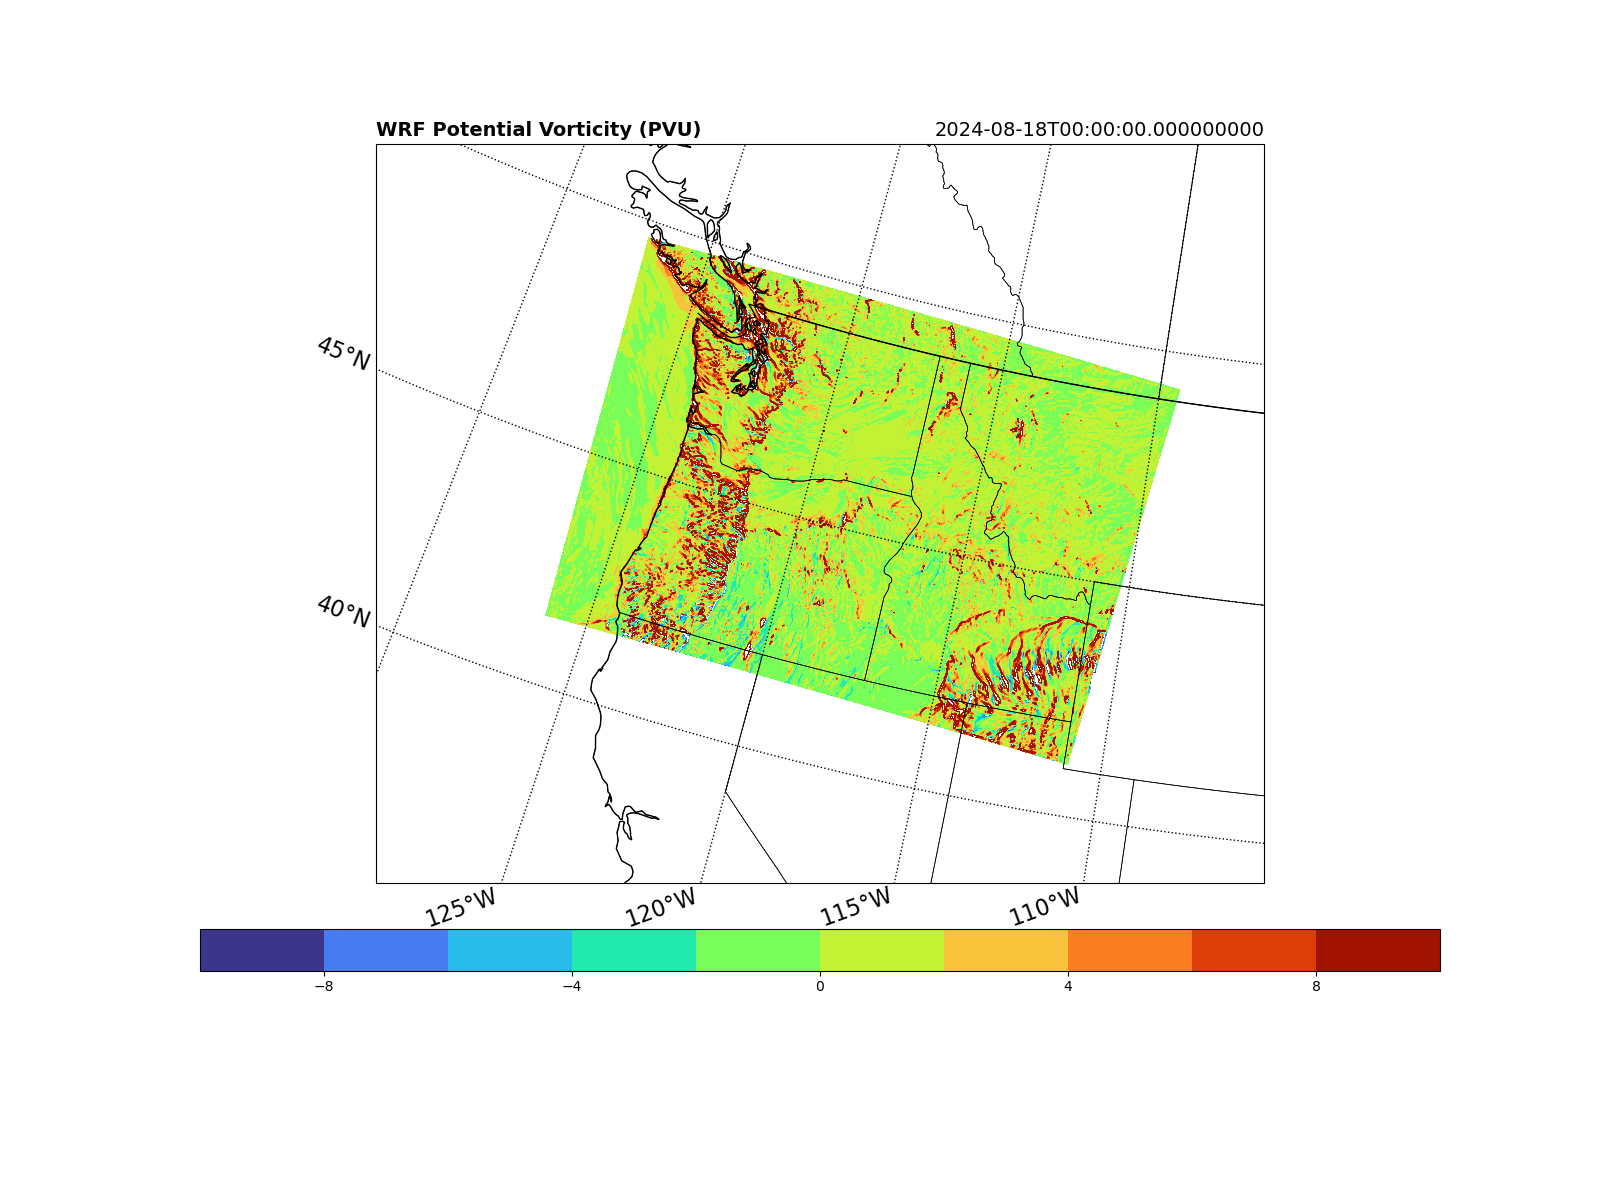 WRF Potential Vorticity (PVU) 2024-08-18T00:00:00.000000000
45°N
40°N
125°W 120°W 115°W 110°W
−8 −4 0 4 8